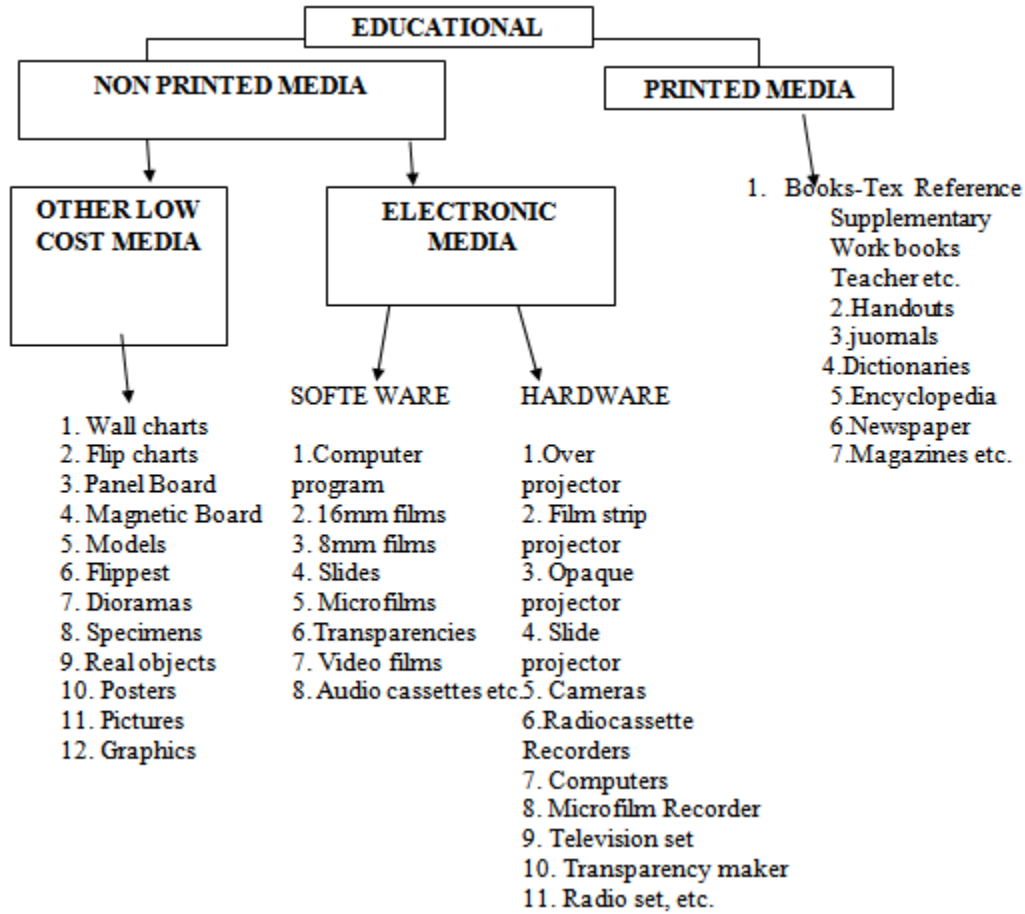 EDUCATIONAL
NON PRINTED MEDIA
PRINTED MEDIA
OTHER LOW
COST MEDIA
ELECTRONIC
MEDIA
1. Books-Tex Reference
Supplementary
Work books
Teacher etc.
2.Handouts
3.juornals
4.Dictionaries
5.Encyclopedia
6.Newspaper
7.Magazines etc.
1. Wall charts
2. Flip charts
3. Panel Board
4. Magnetic Board
5. Models
6. Flippest
7. Dioramas
8. Specimens
9. Real objects
10. Posters
11. Pictures
12. Graphics
SOFTE WARE
1.Computer
program
2. 16mm films
3. 8mm films
4. Slides
5. Microfilms
6.Transparencies
7. Video films
8. Audio cassettes etc.
HARDWARE
1.Over
projector
2. Film strip
projector
3. Opaque
projector
4. Slide
projector
5. Cameras
6.Radiocassette
Recorders
7. Computers
8. Microfilm Recorder
9. Television set
10. Transparency maker
11. Radio set, etc.